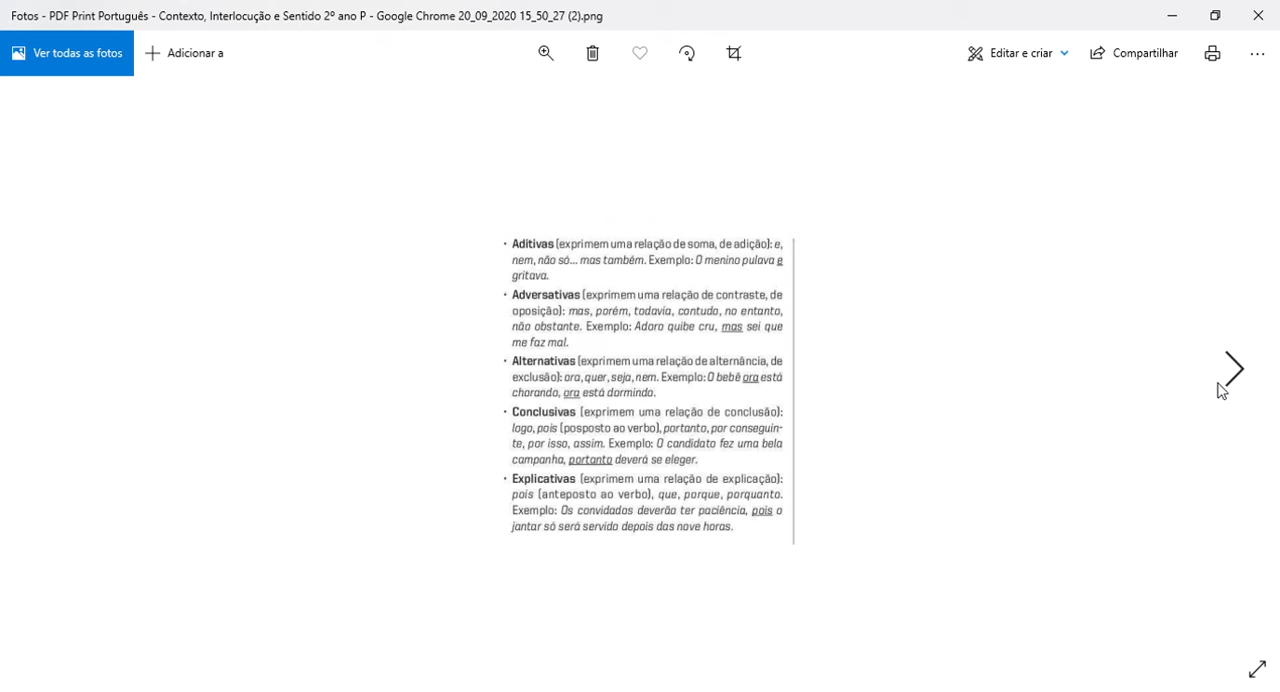 Fotos - PDF Print Português - Contexto, Interlocução e Sentido 2º ano P - Google Chrome 20_09_2020 15_50_27 (2).png
Ver todas as fotos
Adicionar a
Editar e criar
Compartilhar
• Aditivas (exprimem uma relação de soma, de adição): e,
nem, não só... mas também. Exemplo: O menino pulava e
gritava.
• Adversativas (exprimem uma relação de contraste, de
oposição): mas, porém, todavia, contudo, no entanto,
não obstante. Exemplo: Adoro quibe cru, mas sei que
me faz mal.
• Alternativas (exprimem uma relação de alternância, de
exclusão): ora, quer, seja, nem. Exemplo: O bebê ora está
chorando, ora está dormindo.
• Conclusivas (exprimem uma relação de conclusão):
logo, pois (posposto ao verbo), portanto, por conseguin-
te, por isso, assim. Exemplo: O candidato fez uma bela
campanha, portanto deverá se eleger.
• Explicativas (exprimem uma relação de explicação):
pois (anteposto ao verbo), que, porque, porquanto.
Exemplo: Os convidados deverão ter paciência, pois o
jantar só será servido depois das nove horas.